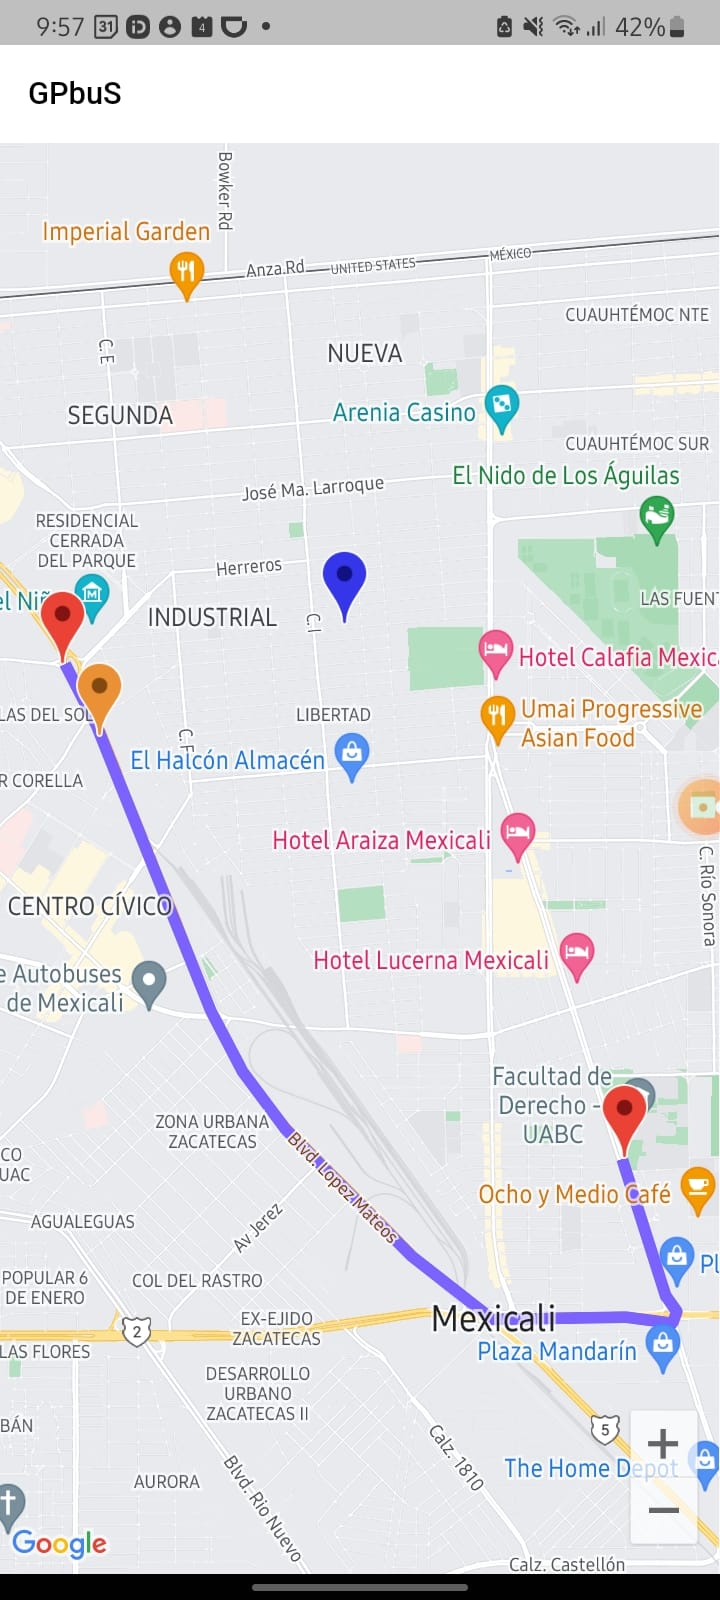 9:57 31 4 42%
GPbuS
Bowker Rd
Imperial Garden
Anza Rd
UNITED STATES
MÉXICO
CUAUHTÉMOC NTE
C. E
NUEVA
SEGUNDA
Arenia Casino
CUAUHTÉMOC SUR
El Nido de Los Águilas
José Ma. Larroque
RESIDENCIAL
CERRADA
DEL PARQUE
Herreros
el Niñ
M
LAS FUENT
INDUSTRIAL
C. I
Hotel Calafia Mexic
LAS DEL SOL
LIBERTAD
Umai Progressive
Asian Food
C. F
El Halcón Almacén
R CORELLA
Hotel Araiza Mexicali
C. Río Sonora
CENTRO CÍVICO
Hotel Lucerna Mexicali
e Autobuses
de Mexicali
Facultad de
Derecho -
UABC
ZONA URBANA
ZACATECAS
Blvd. Lopez Mateos
CO
UAC
Ocho y Medio Café
AGUALEGUAS
Av Jerez
Pl
POPULAR 6
DE ENERO
COL DEL RASTRO
EX-EJIDO
ZACATECAS
Mexicali
2
LAS FLORES
Plaza Mandarín
DESARROLLO
URBANO
ZACATECAS II
BÁN
5
Calz. 1810
The Home Depot
AURORA
Blvd. Rio Nuevo
Google
Calz. Castellón